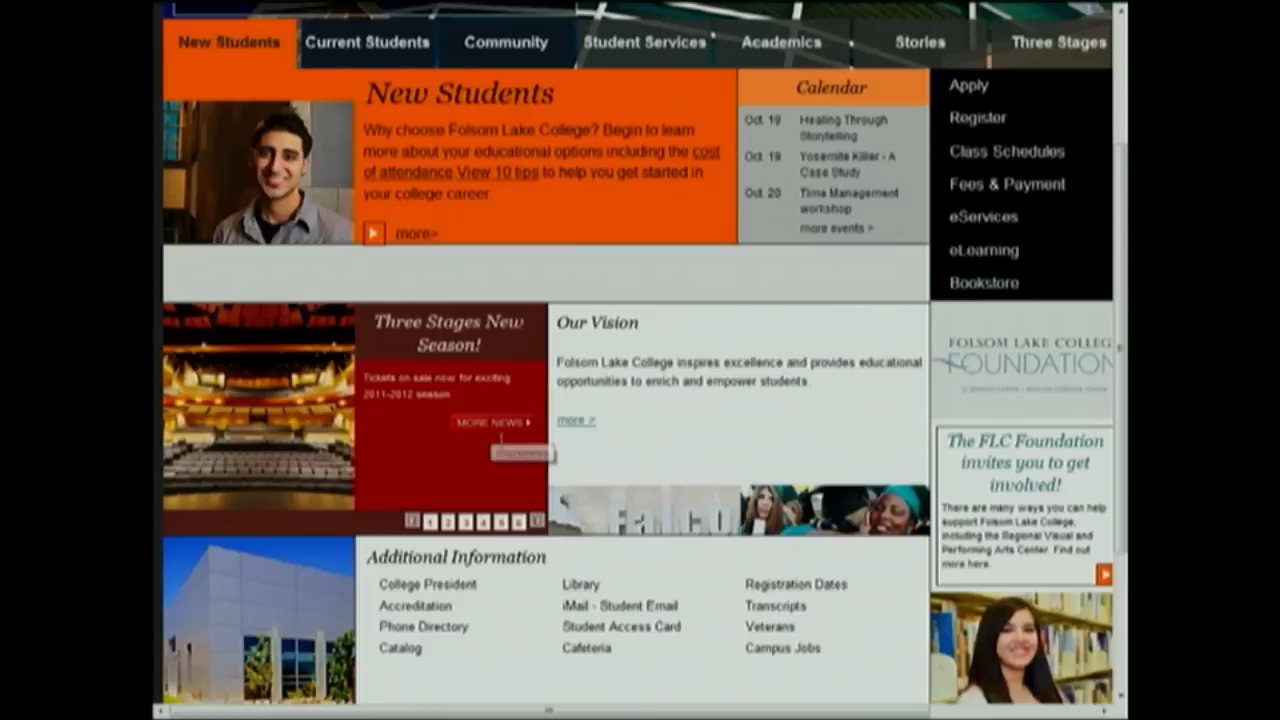 New Students
Current Students
Community
Student Services
Academics
Stories
Three Stages
New Students
Why choose Folsom Lake College? Begin to learn
more about your educational options including the cost
of attendance View 10 tips to help you get started in
your college career
more>
Calendar
Oct. 19 Healing Through
Storytelling
Oct. 19 Yosemite Killer - A
Case Study
Oct. 20 Time Management
workshop
more events >
Apply
Register
Class Schedules
Fees & Payment
eServices
eLearning
Bookstore
Three Stages New
Season!
Tickets on sale now for exciting
2011-2012 season
MORE NEWS
1 2 3 4 5 6
Our Vision
Folsom Lake College inspires excellence and provides educational
opportunities to enrich and empower students.
more >
FOLSOM LAKE COLLEG
FOUNDATION
The FLC Foundation
invites you to get
involved!
There are many ways you can help
support Folsom Lake College,
including the Regional Visual and
Performing Arts Center. Find out
more here.
Additional Information
College President
Accreditation
Phone Directory
Catalog
Library
iMail - Student Email
Student Access Card
Cafeteria
Registration Dates
Transcripts
Veterans
Campus Jobs